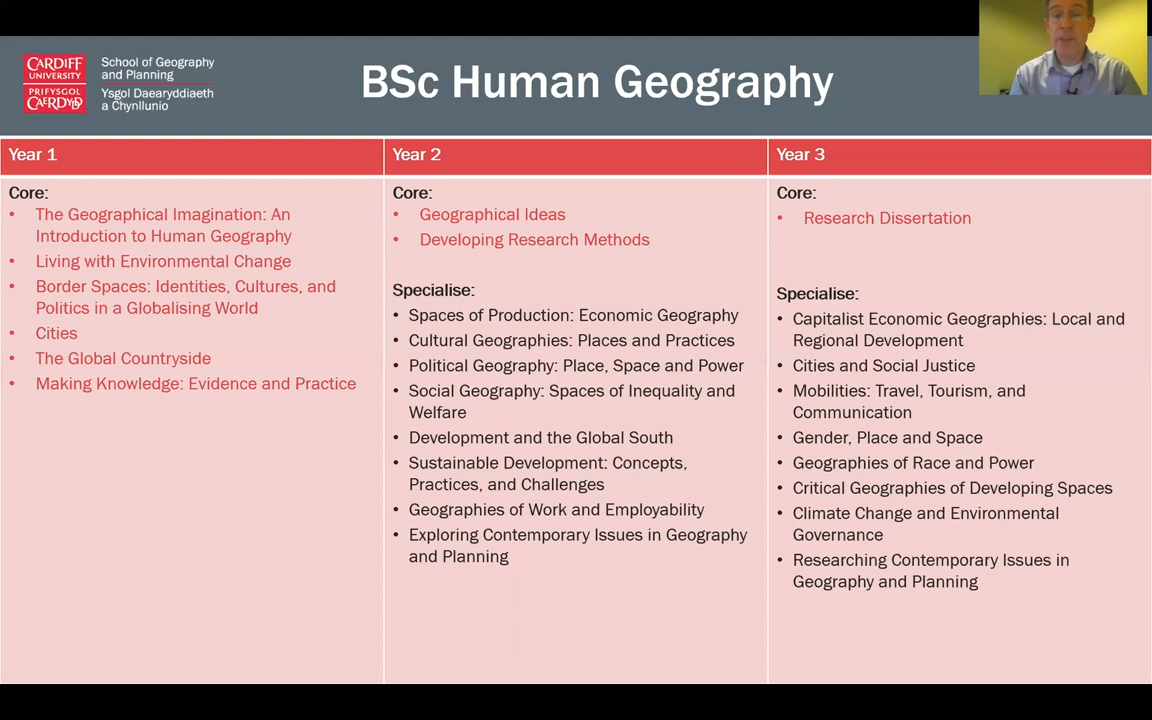 CARDIFF
UNIVERSITY
PRIFYSGOL
CAERDYDD
School of Geography
and Planning
Ysgol Daearyddiaeth
a Chynllunio
BSc Human Geography
Year 1
Core:
• The Geographical Imagination: An
Introduction to Human Geography
• Living with Environmental Change
• Border Spaces: Identities, Cultures, and
Politics in a Globalising World
• Cities
• The Global Countryside
• Making Knowledge: Evidence and Practice
Year 2
Core:
• Geographical Ideas
• Developing Research Methods
Specialise:
• Spaces of Production: Economic Geography
• Cultural Geographies: Places and Practices
• Political Geography: Place, Space and Power
• Social Geography: Spaces of Inequality and
Welfare
• Development and the Global South
• Sustainable Development: Concepts,
Practices, and Challenges
• Geographies of Work and Employability
• Exploring Contemporary Issues in Geography
and Planning
Year 3
Core:
• Research Dissertation
Specialise:
• Capitalist Economic Geographies: Local and
Regional Development
• Cities and Social Justice
• Mobilities: Travel, Tourism, and
Communication
• Gender, Place and Space
• Geographies of Race and Power
• Critical Geographies of Developing Spaces
• Climate Change and Environmental
Governance
• Researching Contemporary Issues in
Geography and Planning